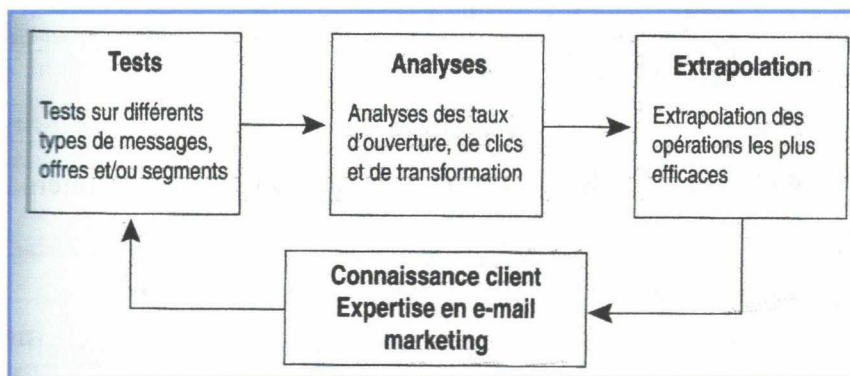 Tests
Tests sur différents
types de messages,
offres et/ou segments
Analyses
Analyses des taux
d'ouverture, de clics
et de transformation
Extrapolation
Extrapolation des
opérations les plus
efficaces
Connaissance client
Expertise en e-mail
marketing